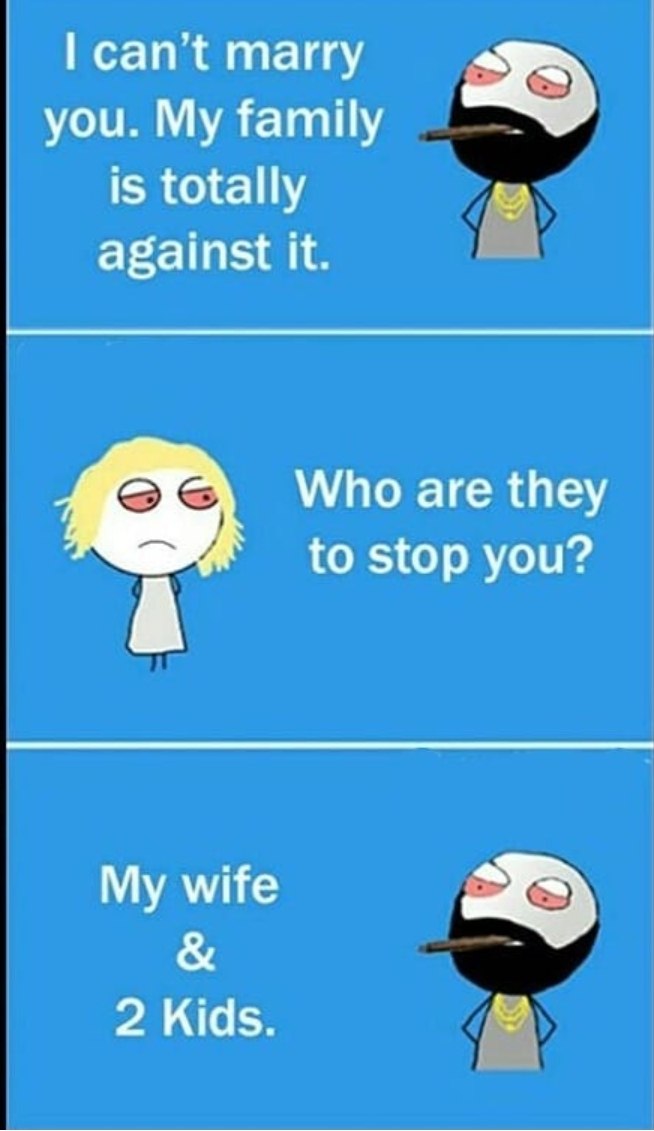 I can't marry
you. My family
is totally
against it.
Who are they
to stop you?
My wife
&
2 Kids.